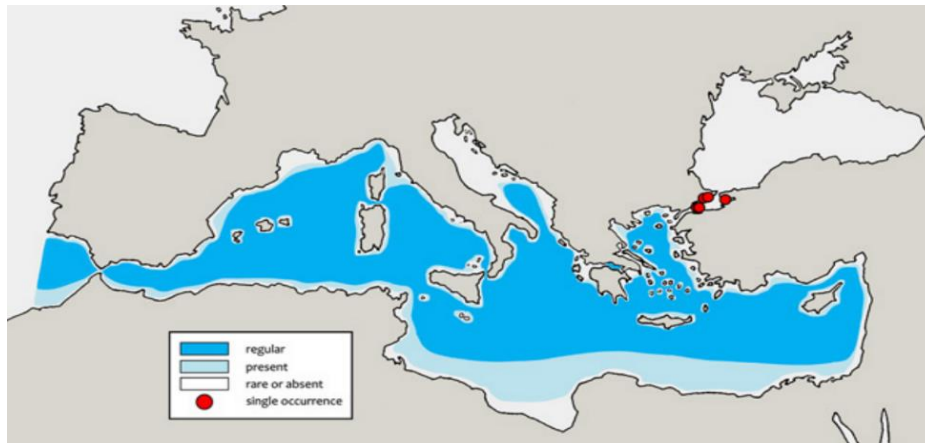 regular
present
rare or absent
single occurrence